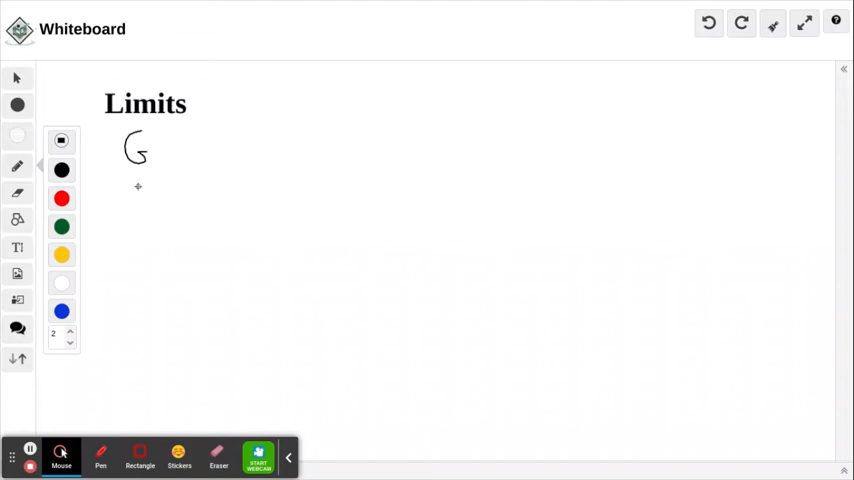 Whiteboard
?
Limits
G
T!
2
Mouse
Pen
Rectangle
Stickers
Eraser
START
WEBCAM